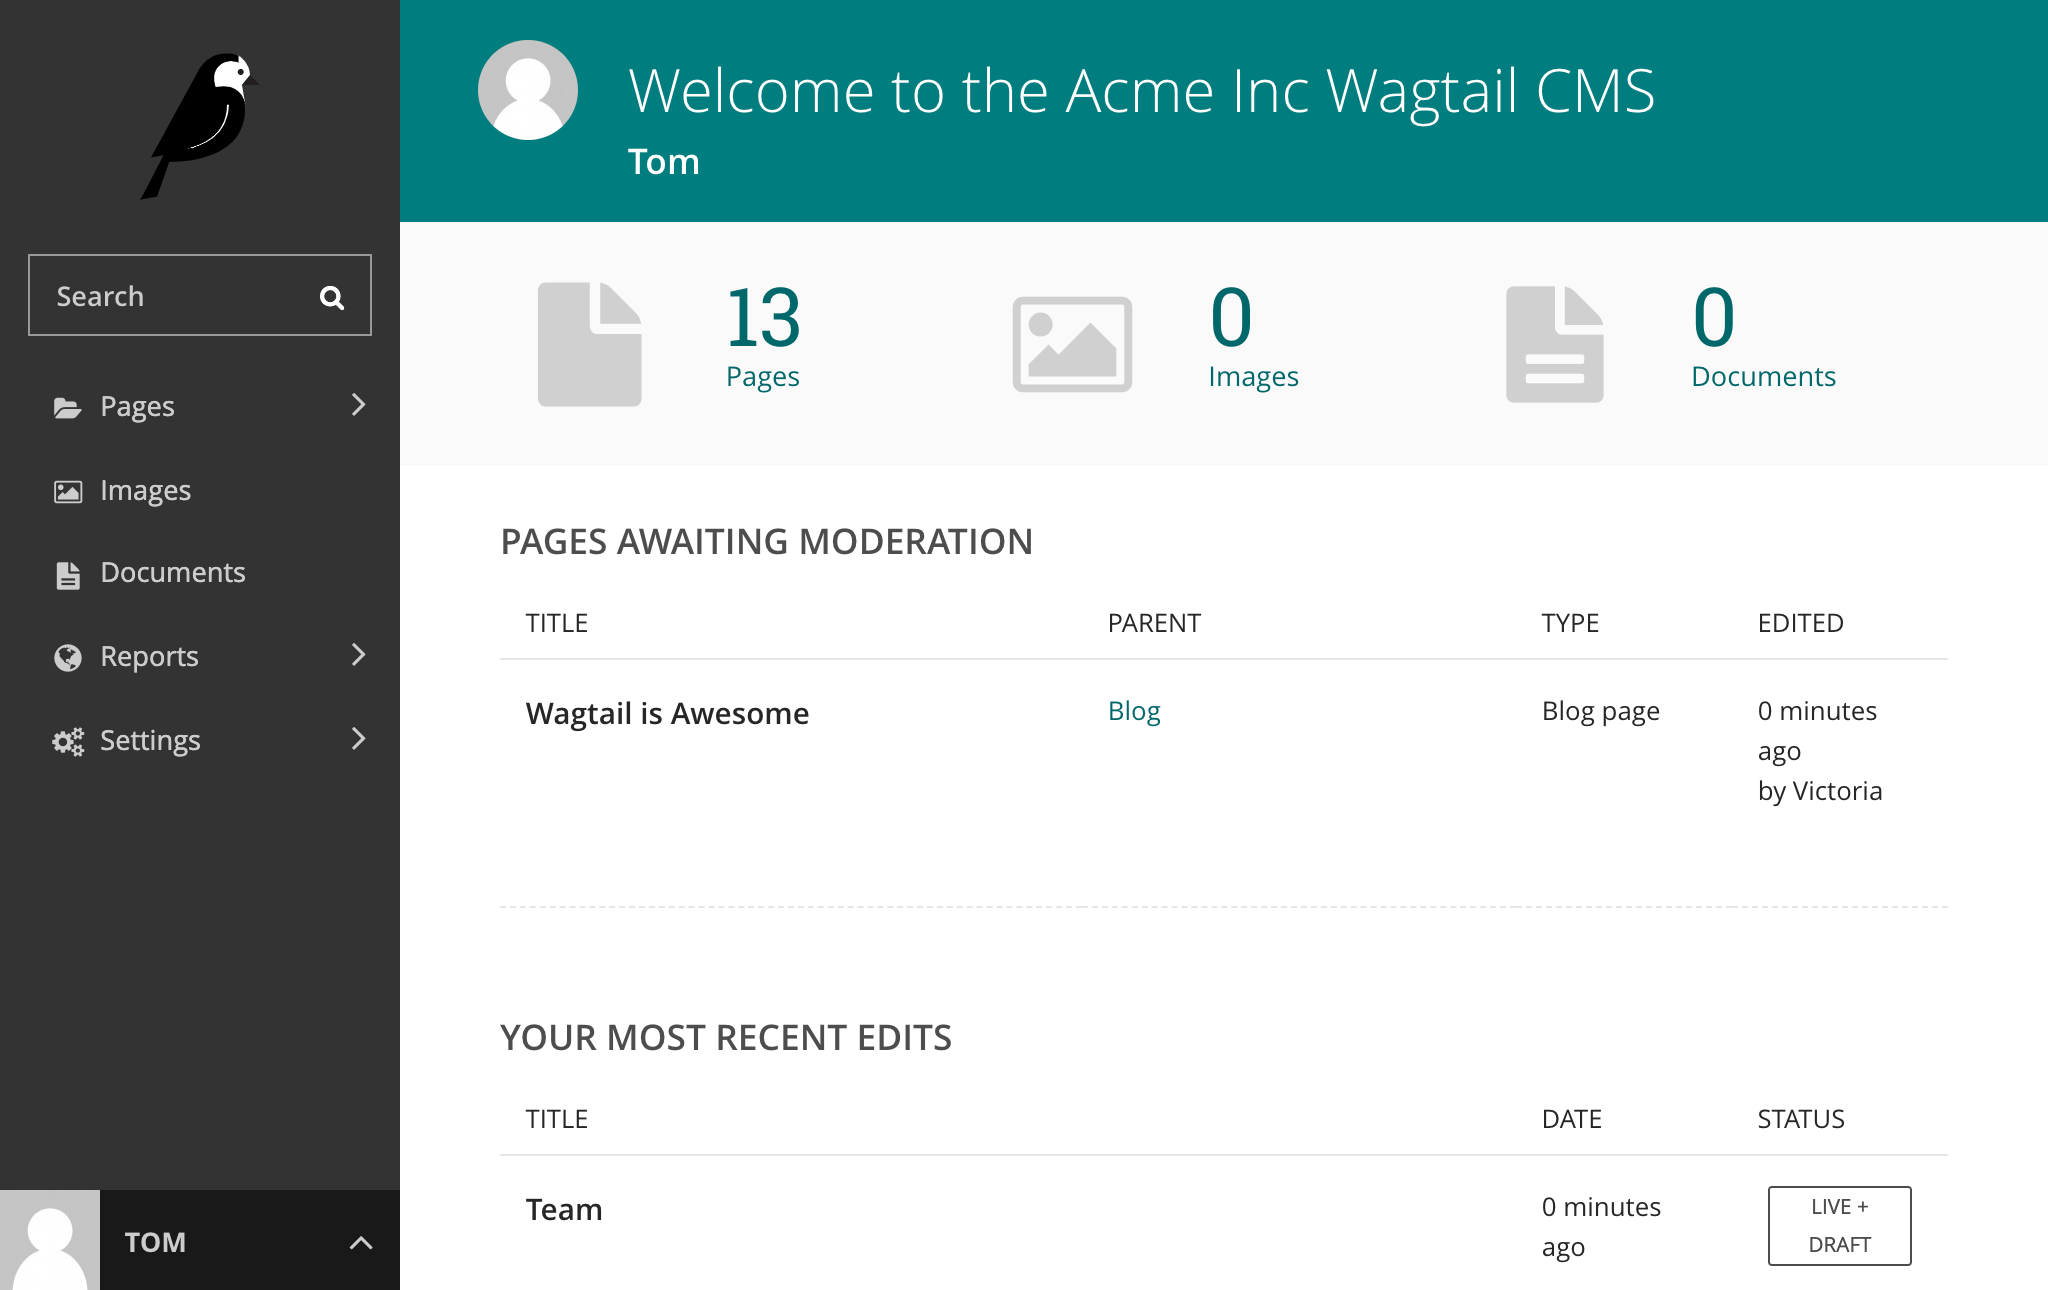 Search
Pages
Images
Documents
Reports
Settings
TOM
Welcome to the Acme Inc Wagtail CMS
Tom
13
Pages
0
Images
0
Documents
PAGES AWAITING MODERATION
TITLE PARENT TYPE EDITED
Wagtail is Awesome Blog Blog page 0 minutes
ago
by Victoria
YOUR MOST RECENT EDITS
TITLE DATE STATUS
Team 0 minutes LIVE +
ago DRAFT